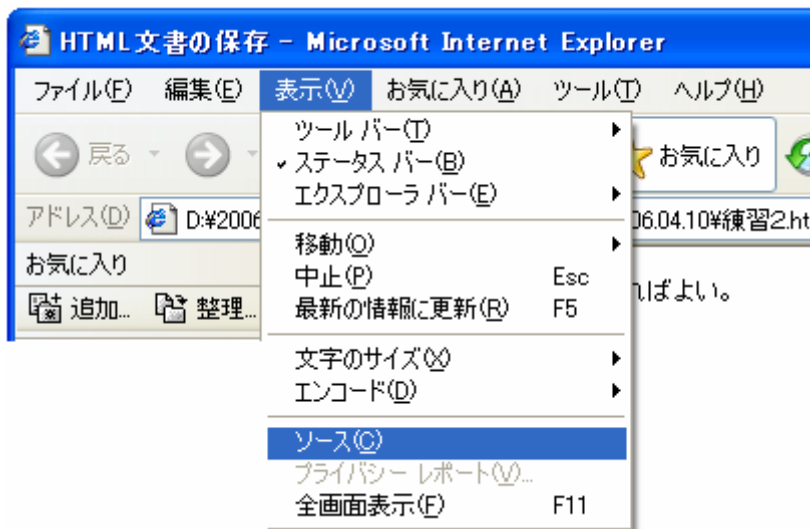 HTML文書の保存 - Microsoft Internet Explorer
ファイル(F) 編集(E) 表示(V) お気に入り(A) ツール(T) ヘルプ(H)
戻る お気に入り
アドレス(D) D:¥2006 06.04.10¥練習2.ht
お気に入り
追加... 整理...
ツール バー(T)
ステータス バー(B)
エクスプローラ バー(E)
移動(O)
中止(P) Esc
最新の情報に更新(R) F5
文字のサイズ(X)
エンコード(D)
ソース(C)
プライバシー レポート(V)...
全画面表示(F) F11
ればよい。